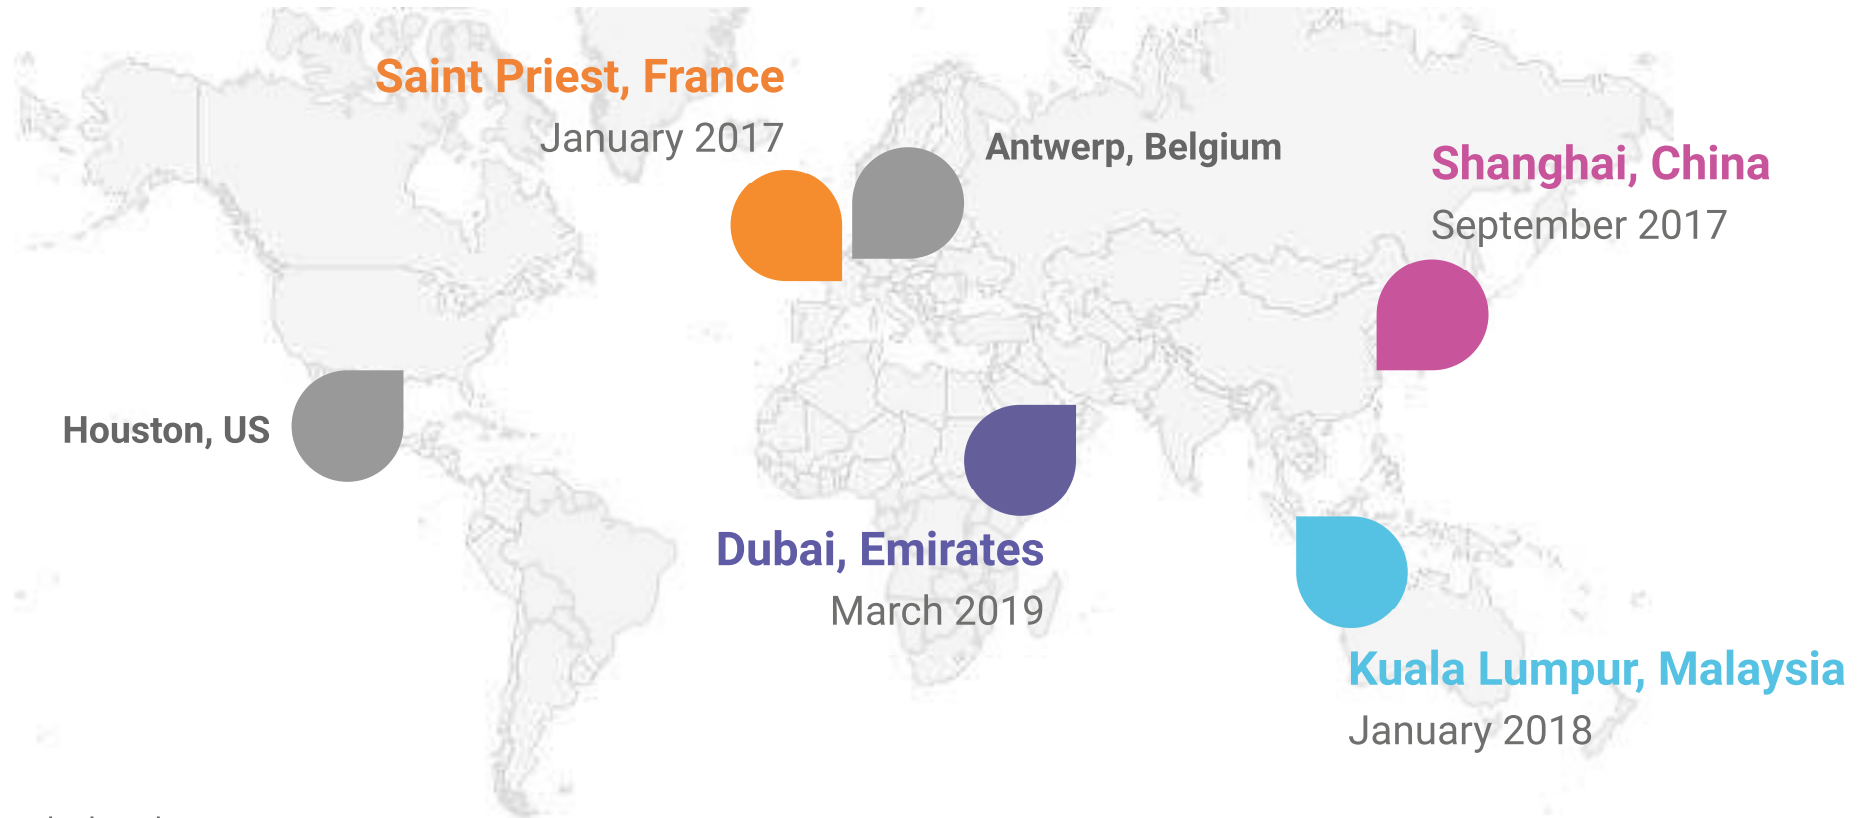 Saint Priest, France
January 2017
Antwerp, Belgium
Shanghai, China
September 2017
Houston, US
Dubai, Emirates
March 2019
Kuala Lumpur, Malaysia
January 2018